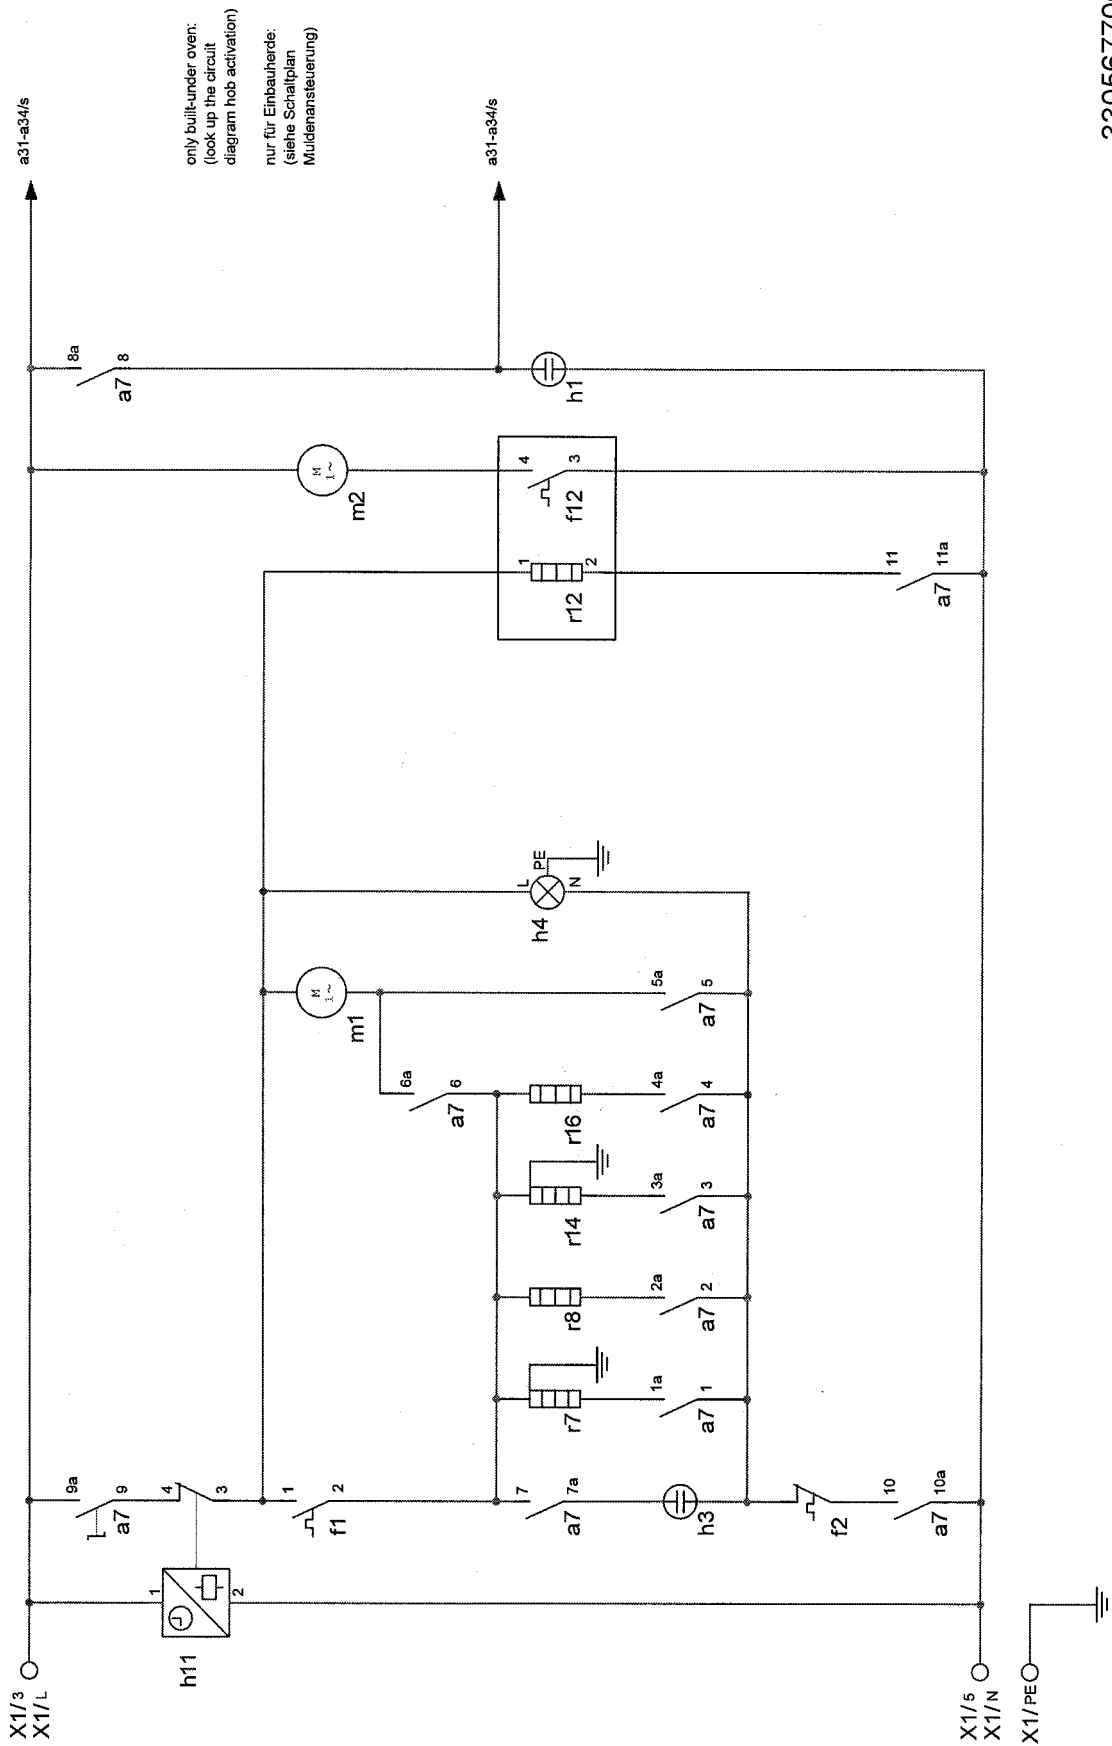 X1/3
X1/L
a31-a34/s
9a
8a
9
a7
8
a7
only built-under oven:
(look up the circuit
diagram hob activation)
nur für Einbauherde:
(siehe Schaltplan
Muldenansteuerung)
1
4
h11
2
3
1
2
f1
M
1~
m1
M
1~
m2
6a
6
a7
a31-a34/s
7
7a
a7
r7
r8
r14
r16
L
PE
N
h4
1
2
r12
4
3
f12
h1
h3
1a
1
a7
2a
2
a7
3a
3
a7
4a
4
a7
5a
5
a7
f2
10
10a
a7
11
11a
a7
X1/5
X1/N
X1/PE